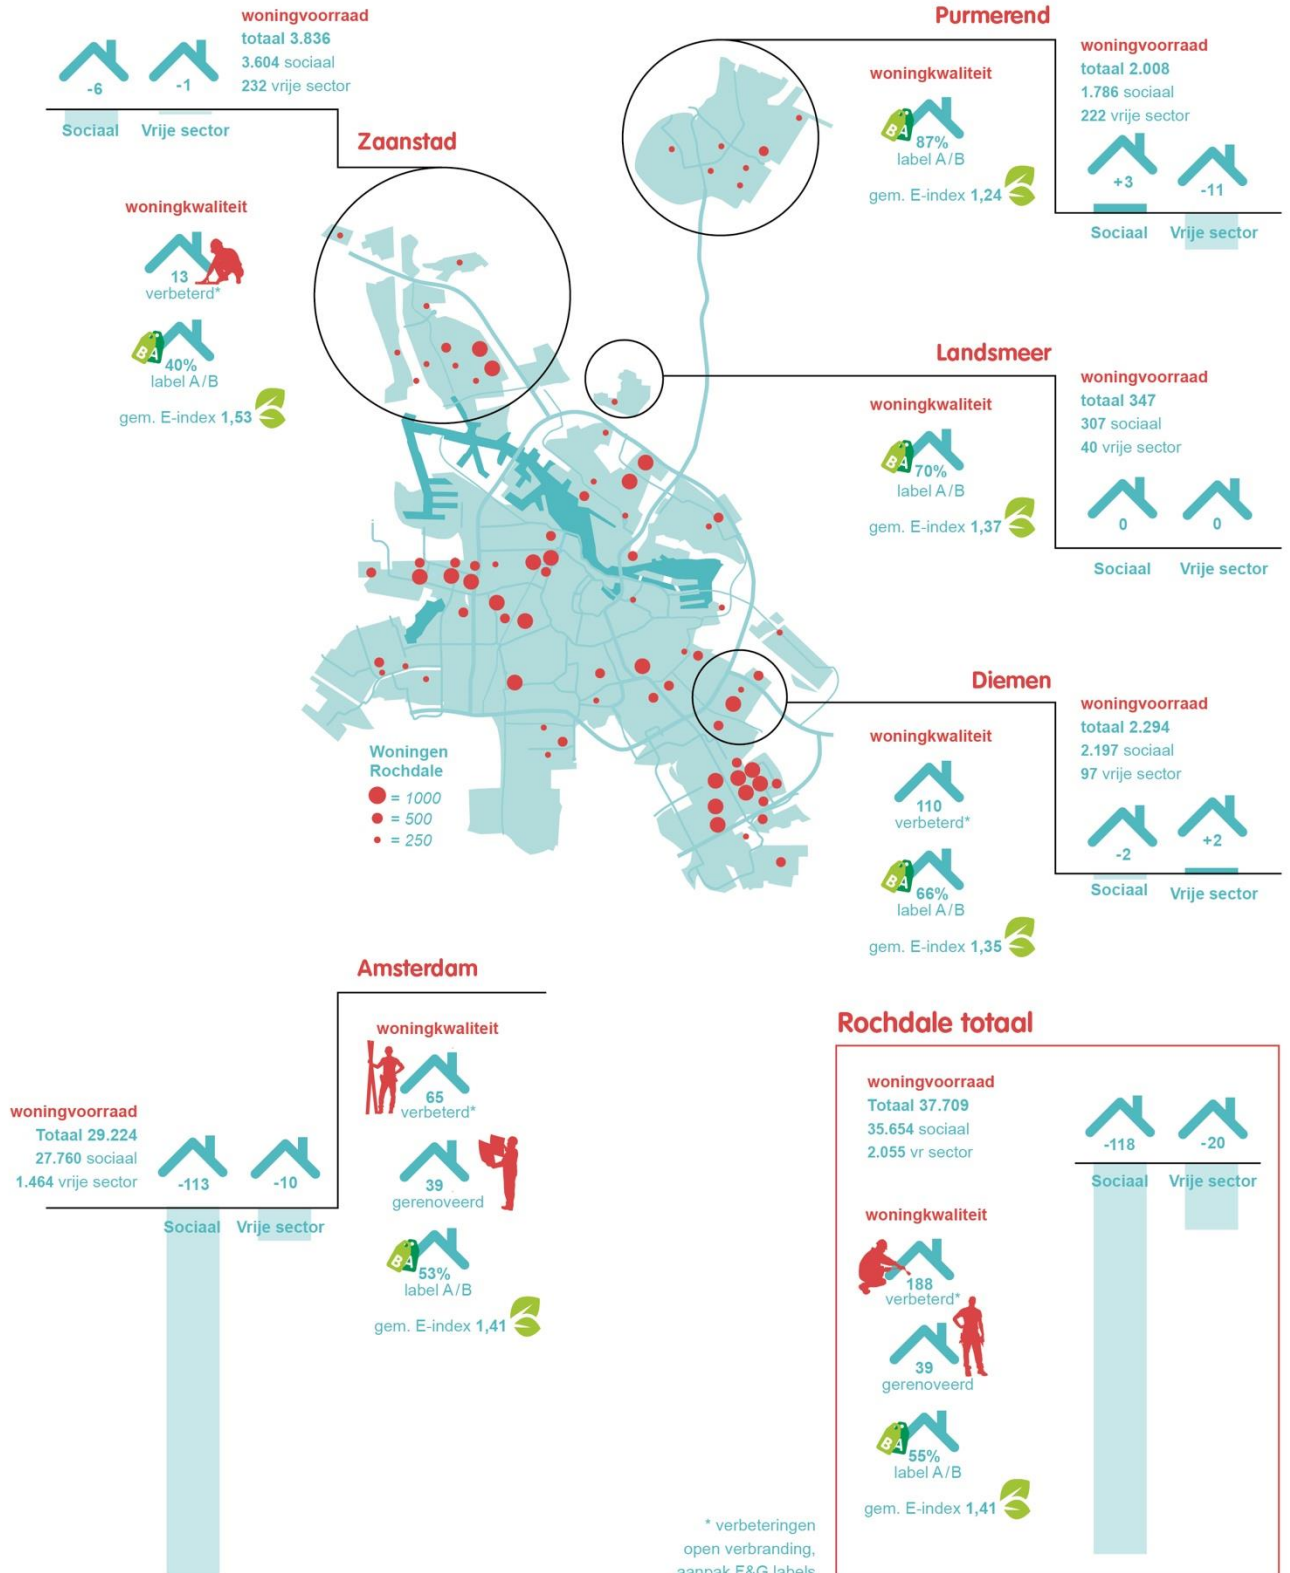 woningvoorraad
totaal 3.836
3.604 sociaal
232 vrije sector
-6
-1
Sociaal
Vrije sector
Zaanstad
woningkwaliteit
13
verbeterd*
B A
40%
label A/B
gem. E-index 1,53
Purmerend
woningkwaliteit
B A
87%
label A/B
gem. E-index 1,24
woningvoorraad
totaal 2.008
1.786 sociaal
222 vrije sector
+3
-11
Sociaal
Vrije sector
Landsmeer
woningkwaliteit
B A
70%
label A/B
gem. E-index 1,37
woningvoorraad
totaal 347
307 sociaal
40 vrije sector
0
0
Sociaal
Vrije sector
Diemen
woningkwaliteit
110
verbeterd*
B A
66%
label A/B
gem. E-index 1,35
woningvoorraad
totaal 2.294
2.197 sociaal
97 vrije sector
-2
+2
Sociaal
Vrije sector
Woningen
Rochdale
= 1000
= 500
= 250
Amsterdam
woningkwaliteit
65
verbeterd*
39
gerenoveerd
B A
53%
label A/B
gem. E-index 1,41
woningvoorraad
Totaal 29.224
27.760 sociaal
1.464 vrije sector
-113
-10
Sociaal
Vrije sector
Rochdale totaal
woningvoorraad
Totaal 37.709
35.654 sociaal
2.055 vr sector
-118
-20
Sociaal
Vrije sector
woningkwaliteit
188
verbeterd*
39
gerenoveerd
B A
55%
label A/B
gem. E-index 1,41
* verbeteringen
open verbranding,
aanpak F&G labels